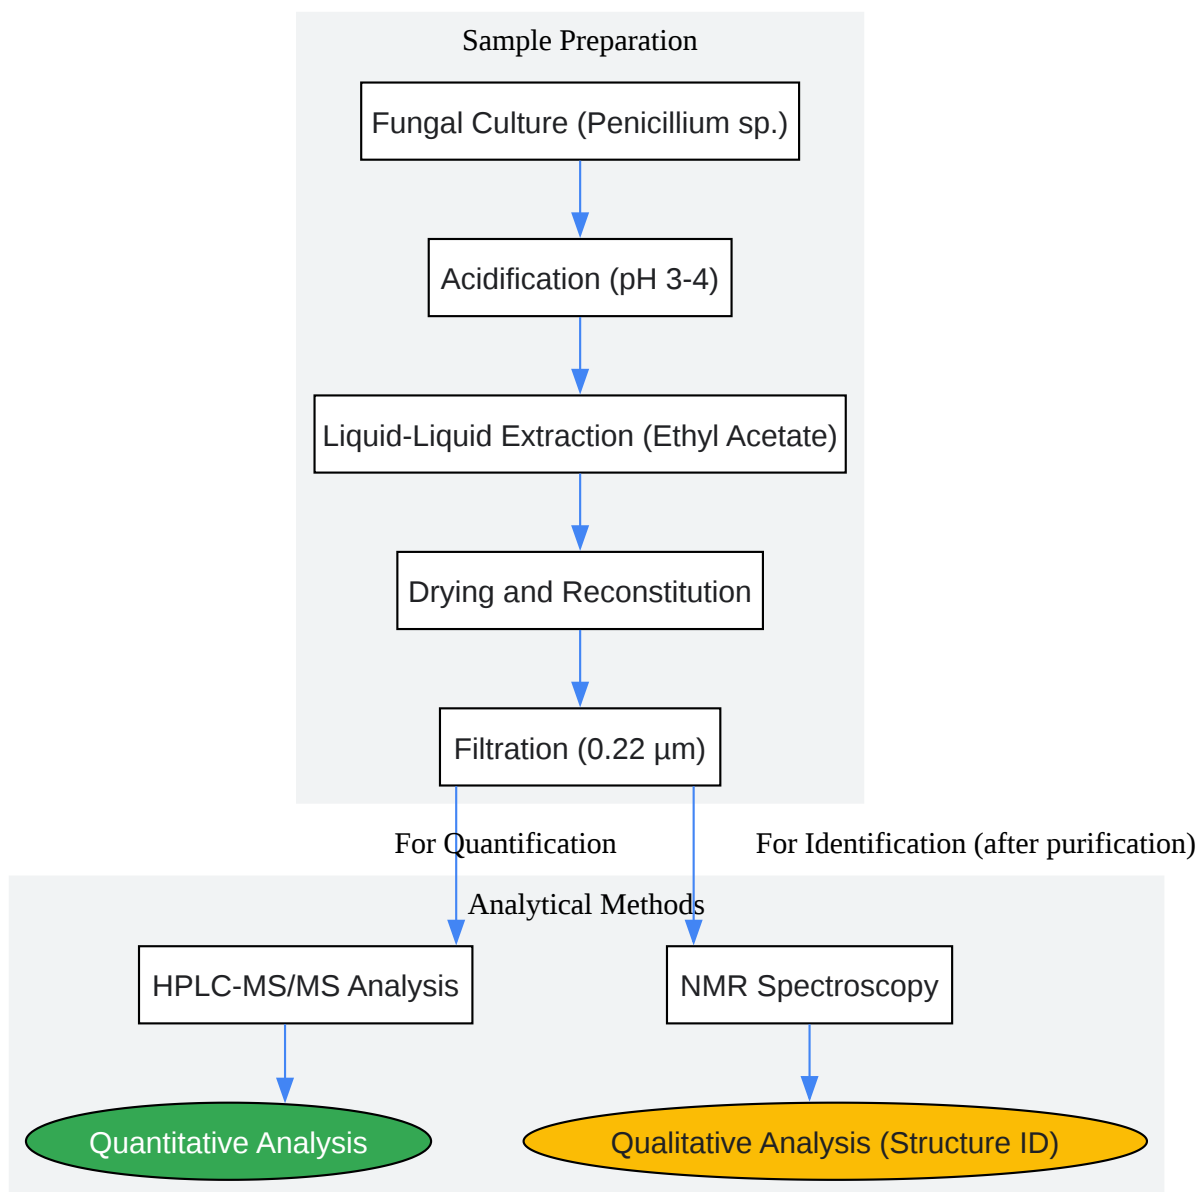 Sample Preparation
Fungal Culture (Penicillium sp.)
Acidification (pH 3-4)
Liquid-Liquid Extraction (Ethyl Acetate)
Drying and Reconstitution
Filtration (0.22 µm)
For Quantification
For Identification (after purification)
Analytical Methods
HPLC-MS/MS Analysis
NMR Spectroscopy
Quantitative Analysis
Qualitative Analysis (Structure ID)